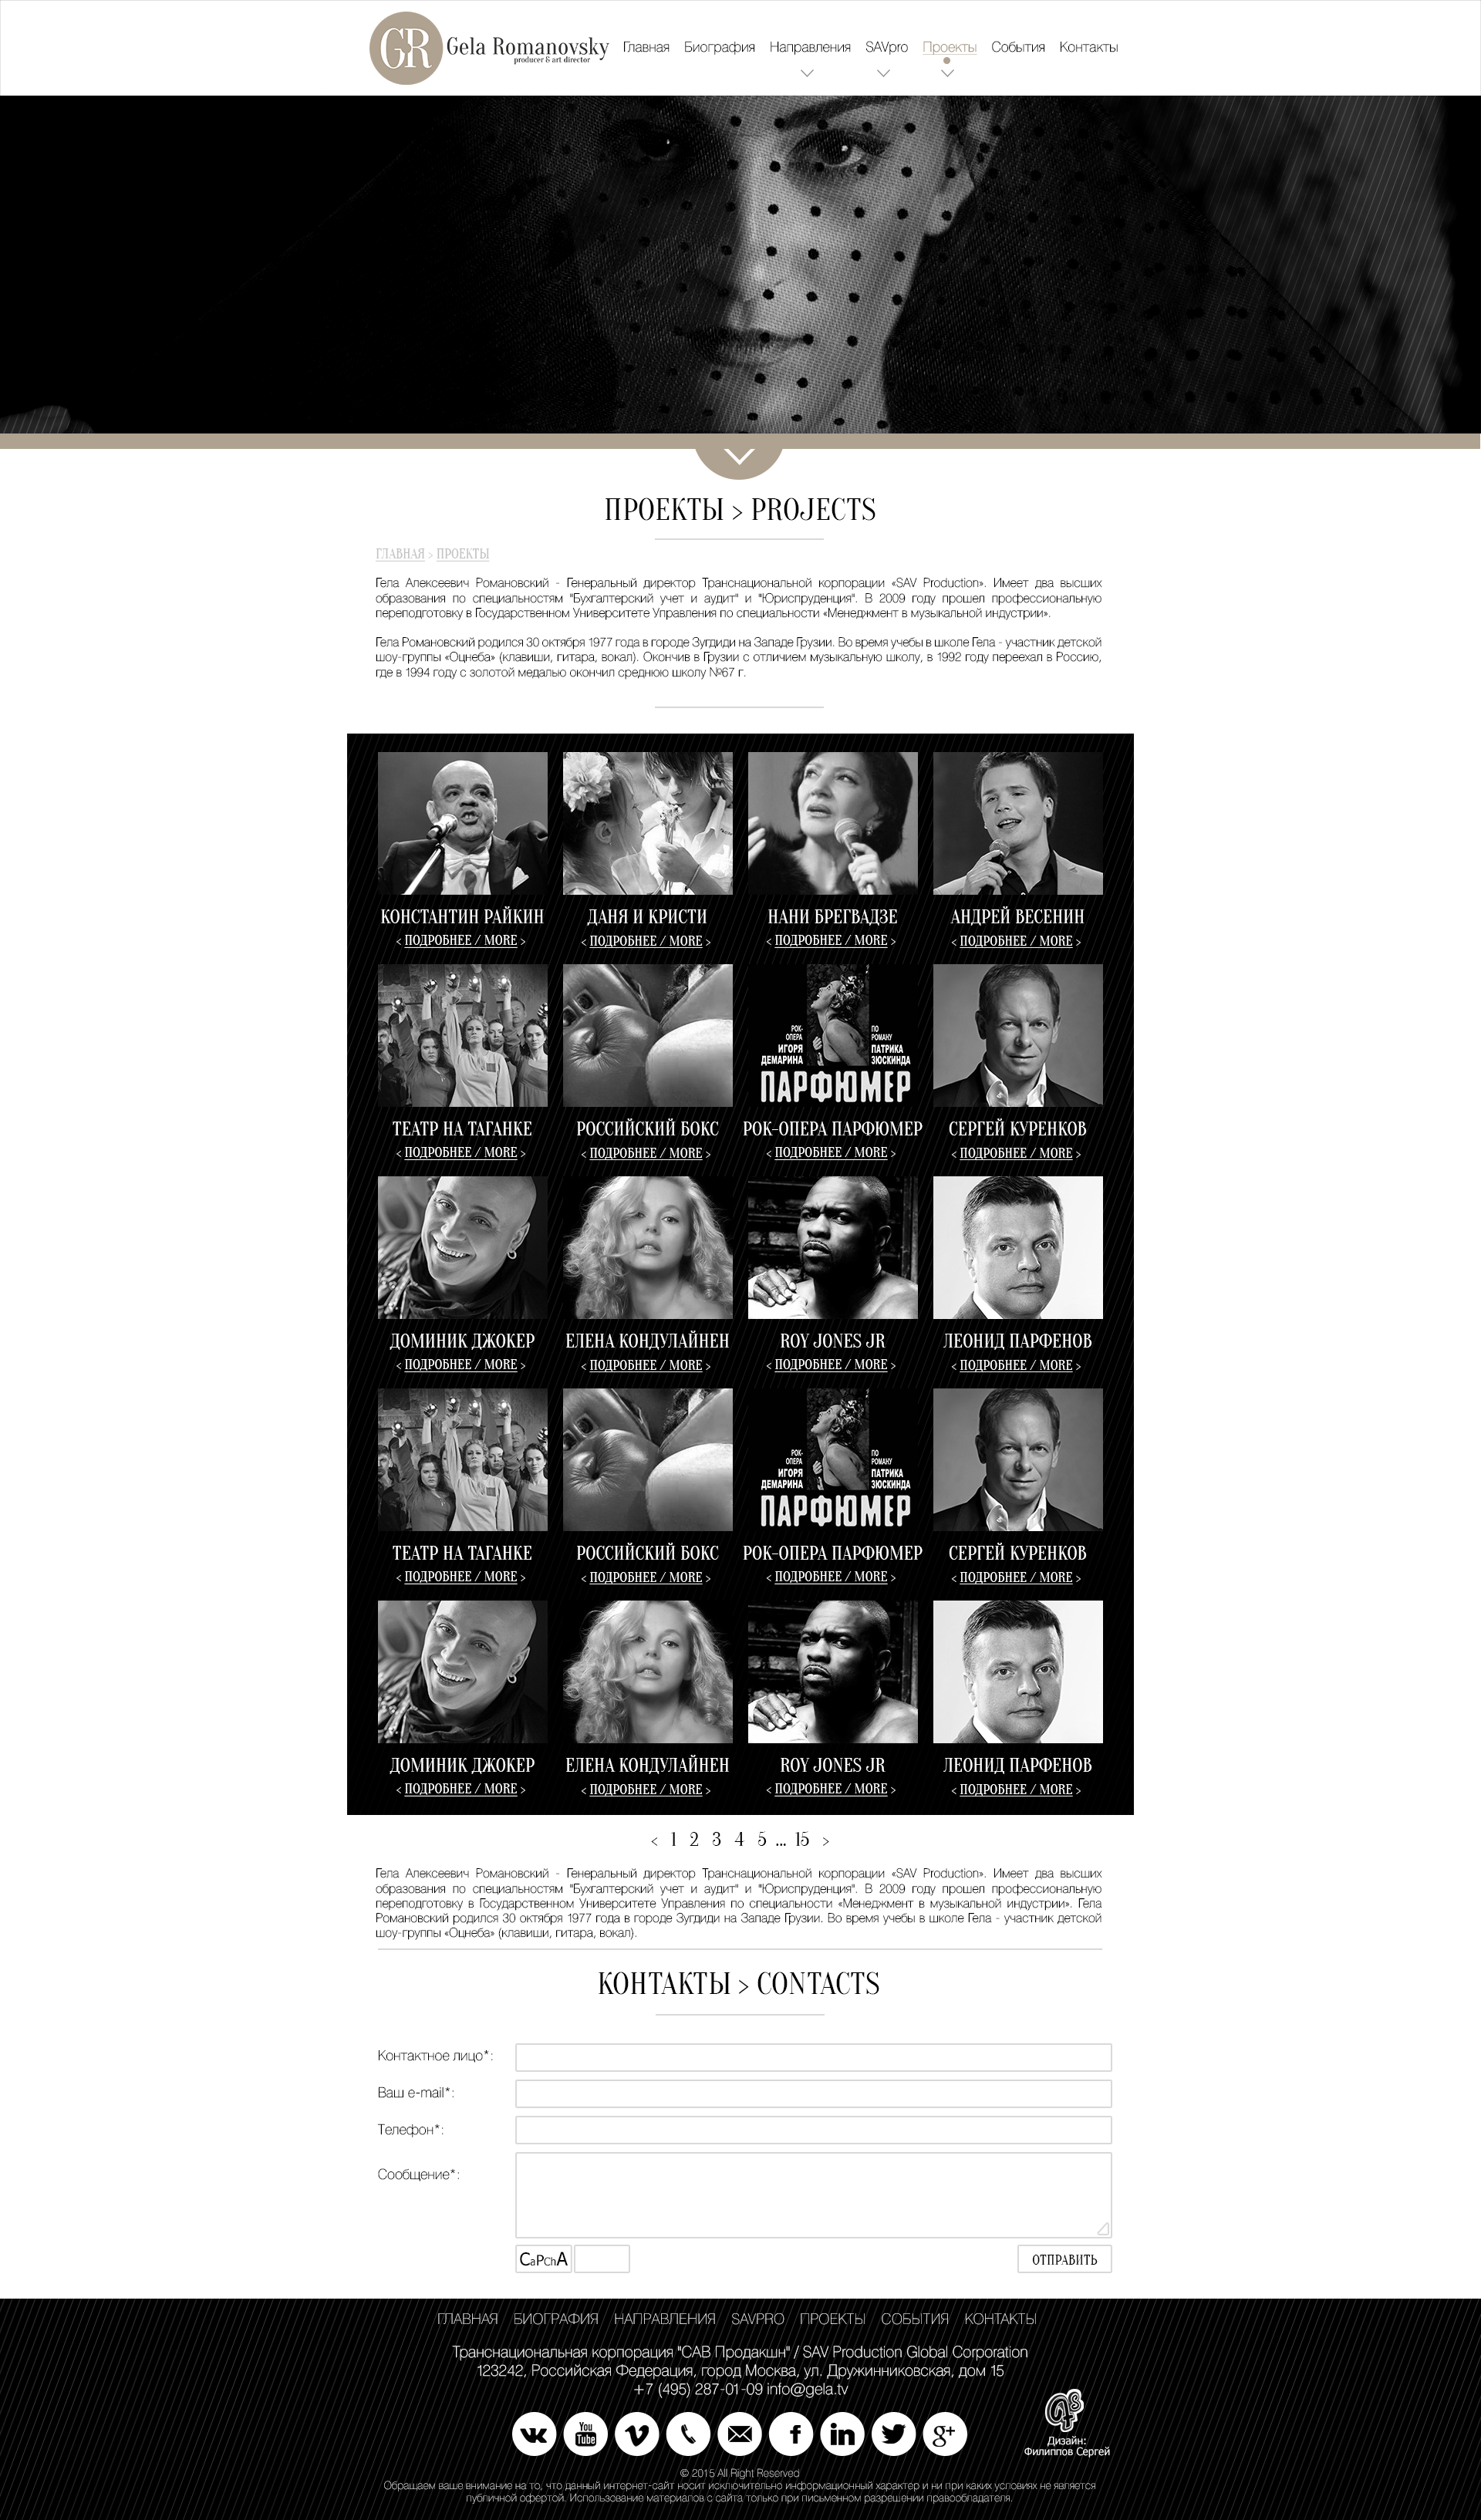 GR Gela Romanovsky
producer & art director
Главная Биография Направления SAVpro Проекты События Контакты
ПРОЕКТЫ > PROJECTS
ГЛАВНАЯ > ПРОЕКТЫ
Гела Алексеевич Романовский - Генеральный директор Транснациональной корпорации «SAV Production». Имеет два высших
образования по специальностям "Бухгалтерский учет и аудит" и "Юриспруденция". В 2009 году прошел профессиональную
переподготовку в Государственном Университете Управления по специальности «Менеджмент в музыкальной индустрии».
Гела Романовский родился 30 октября 1977 года в городе Зугдиди на Западе Грузии. Во время учебы в школе Гела - участник детской
шоу-группы «Оцнеба» (клавиши, гитара, вокал). Окончив в Грузии с отличием музыкальную школу, в 1992 году переехал в Россию,
где в 1994 году с золотой медалью окончил среднюю школу №67 г.
КОНСТАНТИН РАЙКИН ДАНЯ И КРИСТИ НАНИ БРЕГВАДЗЕ АНДРЕЙ ВЕСЕНИН
< ПОДРОБНЕЕ / MORE > < ПОДРОБНЕЕ / MORE > < ПОДРОБНЕЕ / MORE > < ПОДРОБНЕЕ / MORE >
РОК- ПО
ОПЕРА РОМАНУ
ИГОРЯ ПАТРИКА
ДЕМАРИНА ЗЮСКИНДА
ПАРФЮМЕР
ТЕАТР НА ТАГАНКЕ РОССИЙСКИЙ БОКС РОК-ОПЕРА ПАРФЮМЕР СЕРГЕЙ КУРЕНКОВ
< ПОДРОБНЕЕ / MORE > < ПОДРОБНЕЕ / MORE > < ПОДРОБНЕЕ / MORE > < ПОДРОБНЕЕ / MORE >
ДОМИНИК ДЖОКЕР ЕЛЕНА КОНДУЛАЙНЕН ROY JONES JR ЛЕОНИД ПАРФЕНОВ
< ПОДРОБНЕЕ / MORE > < ПОДРОБНЕЕ / MORE > < ПОДРОБНЕЕ / MORE > < ПОДРОБНЕЕ / MORE >
РОК- ПО
ОПЕРА РОМАНУ
ИГОРЯ ПАТРИКА
ДЕМАРИНА ЗЮСКИНДА
ПАРФЮМЕР
ТЕАТР НА ТАГАНКЕ РОССИЙСКИЙ БОКС РОК-ОПЕРА ПАРФЮМЕР СЕРГЕЙ КУРЕНКОВ
< ПОДРОБНЕЕ / MORE > < ПОДРОБНЕЕ / MORE > < ПОДРОБНЕЕ / MORE > < ПОДРОБНЕЕ / MORE >
ДОМИНИК ДЖОКЕР ЕЛЕНА КОНДУЛАЙНЕН ROY JONES JR ЛЕОНИД ПАРФЕНОВ
< ПОДРОБНЕЕ / MORE > < ПОДРОБНЕЕ / MORE > < ПОДРОБНЕЕ / MORE > < ПОДРОБНЕЕ / MORE >
< 1 2 3 4 5 ... 15 >
Гела Алексеевич Романовский - Генеральный директор Транснациональной корпорации «SAV Production». Имеет два высших
образования по специальностям "Бухгалтерский учет и аудит" и "Юриспруденция". В 2009 году прошел профессиональную
переподготовку в Государственном Университете Управления по специальности «Менеджмент в музыкальной индустрии». Гела
Романовский родился 30 октября 1977 года в городе Зугдиди на Западе Грузии. Во время учебы в школе Гела - участник детской
шоу-группы «Оцнеба» (клавиши, гитара, вокал).
КОНТАКТЫ > CONTACTS
Контактное лицо*:
Ваш e-mail*:
Телефон*:
Сообщение*:
CaPChA ОТПРАВИТЬ
ГЛАВНАЯ БИОГРАФИЯ НАПРАВЛЕНИЯ SAVPRO ПРОЕКТЫ СОБЫТИЯ КОНТАКТЫ
Транснациональная корпорация "САВ Продакшн" / SAV Production Global Corporation
123242, Российская Федерация, город Москва, ул. Дружинниковская, дом 15
+7 (495) 287-01-09 info@gela.tv
You Tube f in g+
Дизайн:
Филиппов Сергей
© 2015 All Right Reserved
Обращаем ваше внимание на то, что данный интернет-сайт носит исключительно информационный характер и ни при каких условиях не является
публичной офертой. Использование материалов с сайта только при письменном разрешении правообладателя.